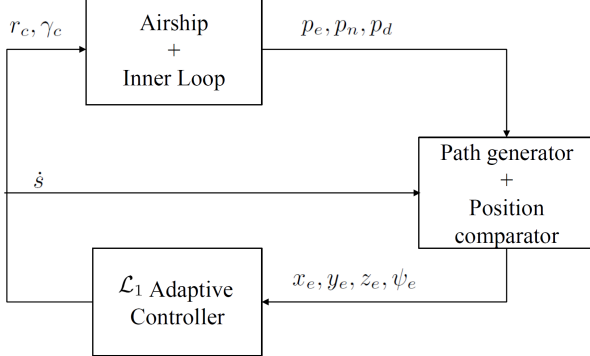 r_c, γ_c
Airship
+
Inner Loop
p_e, p_n, p_d
Path generator
+
Position
comparator
ṡ
ℒ₁ Adaptive
Controller
x_e, y_e, z_e, ψ_e